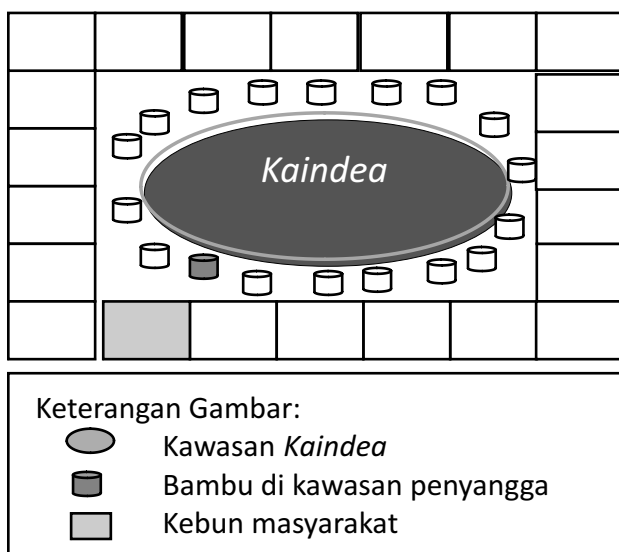 Kaindea
Keterangan Gambar:
Kawasan Kaindea
Bambu di kawasan penyangga
Kebun masyarakat